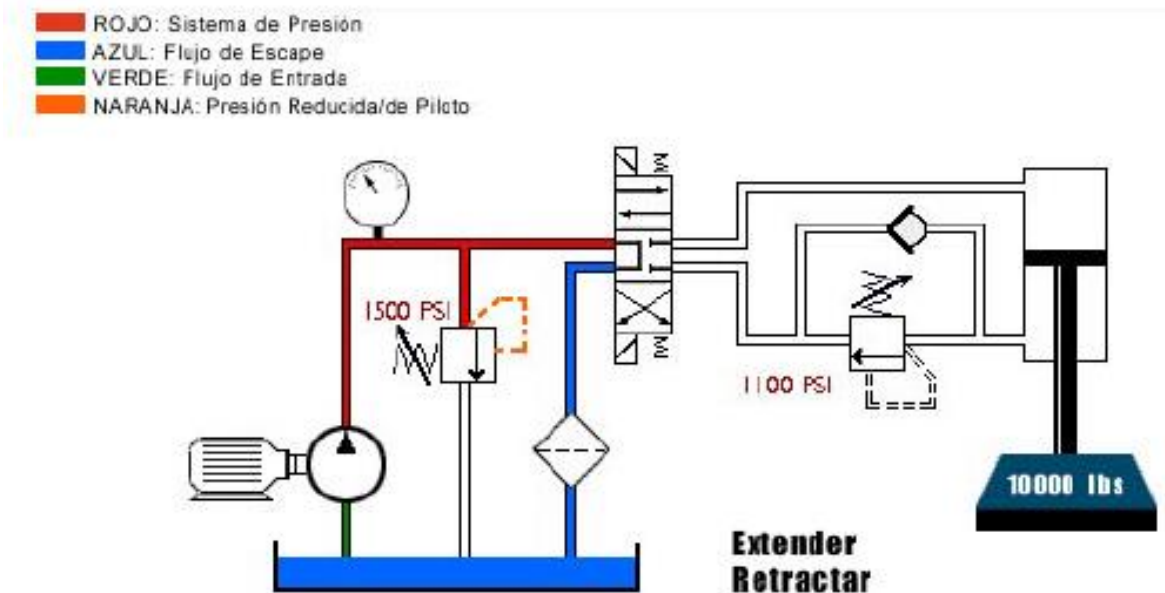 ROJO: Sistema de Presión
AZUL: Flujo de Escape
VERDE: Flujo de Entrada
NARANJA: Presión Reducida/de Piloto
1500 PSI
1100 PSI
10000 lbs
Extender
Retractar